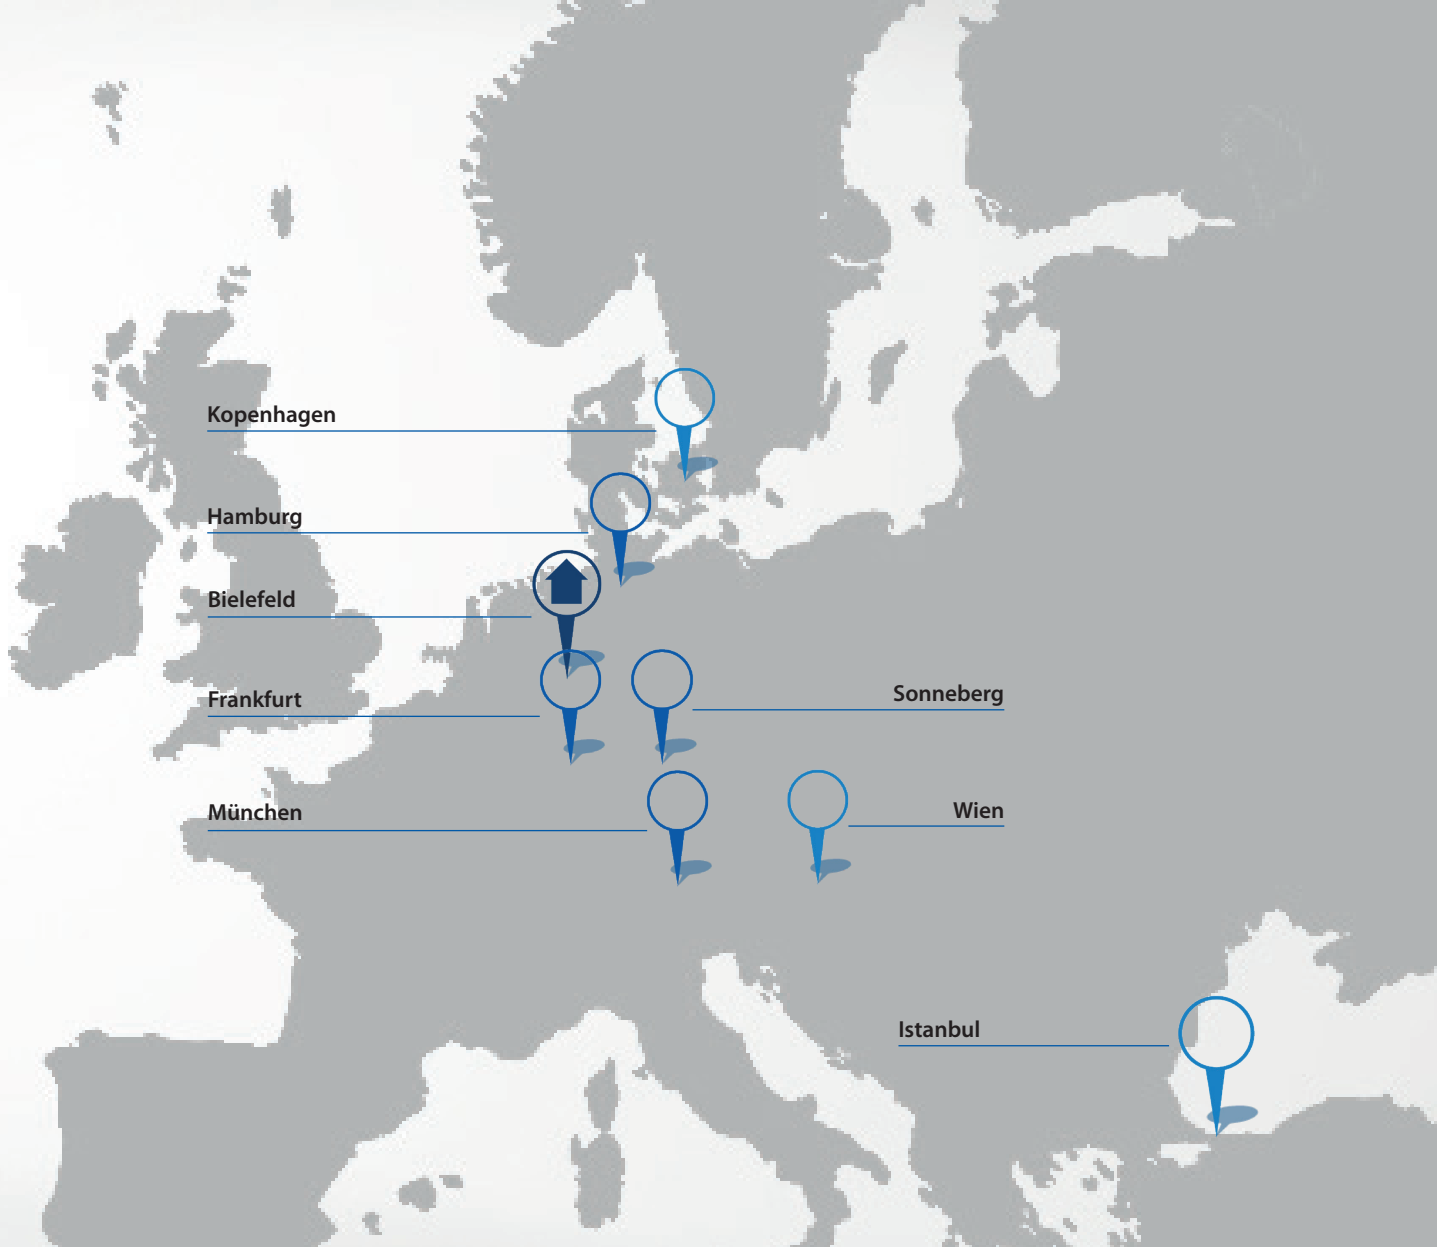 Kopenhagen
Hamburg
Bielefeld
Frankfurt
Sonneberg
München
Wien
Istanbul